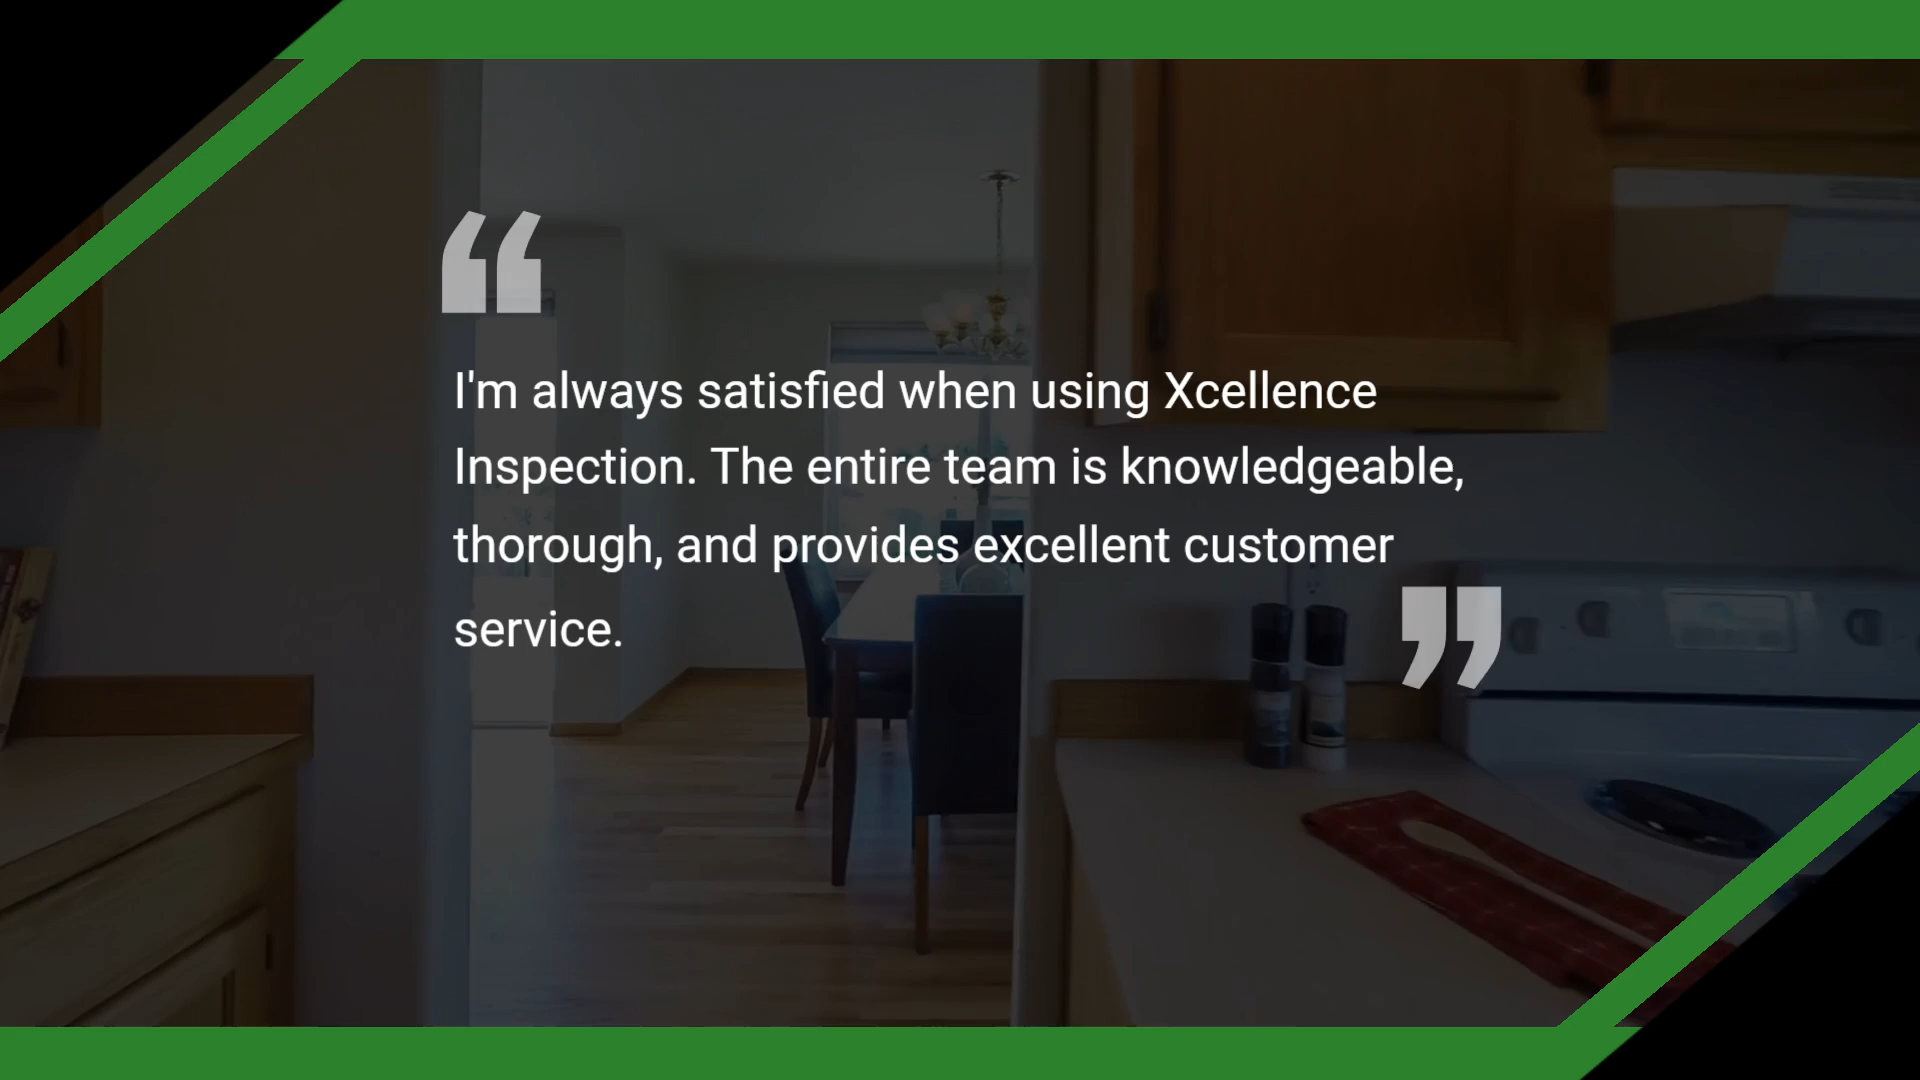 “
I'm always satisfied when using Xcellence
Inspection. The entire team is knowledgeable,
thorough, and provides excellent customer
service.
”